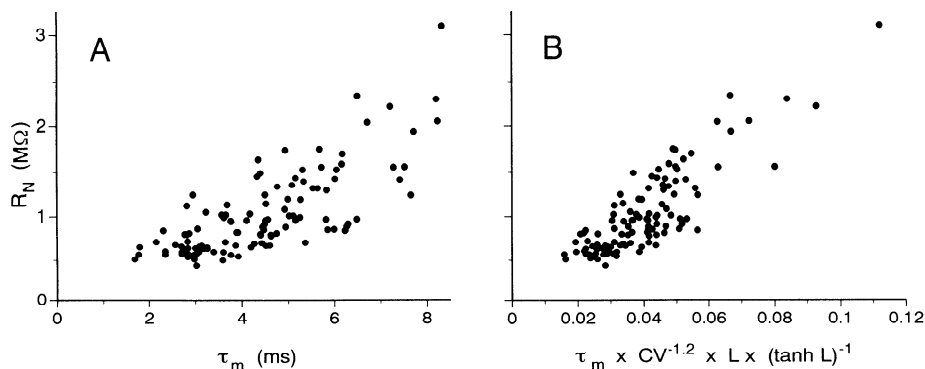 A
B
R_N (MΩ)
3
2
1
0
0 2 4 6 8
0 0.02 0.04 0.06 0.08 0.10 0.12
τ_m (ms)
τ_m x CV^-1.2 x L x (tanh L)^-1